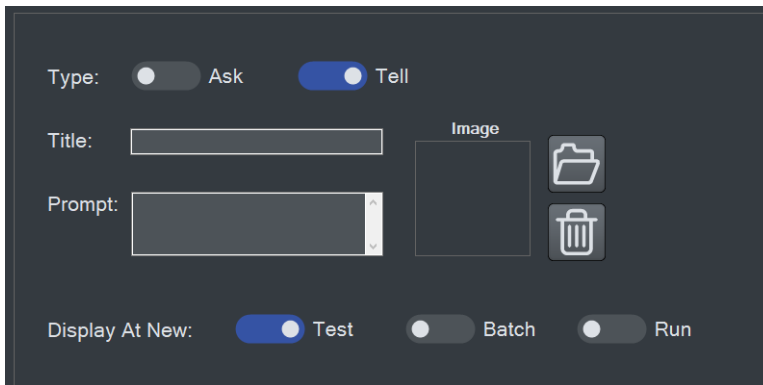 Type: Ask Tell
Image
Title:
Prompt:
Display At New: Test Batch Run